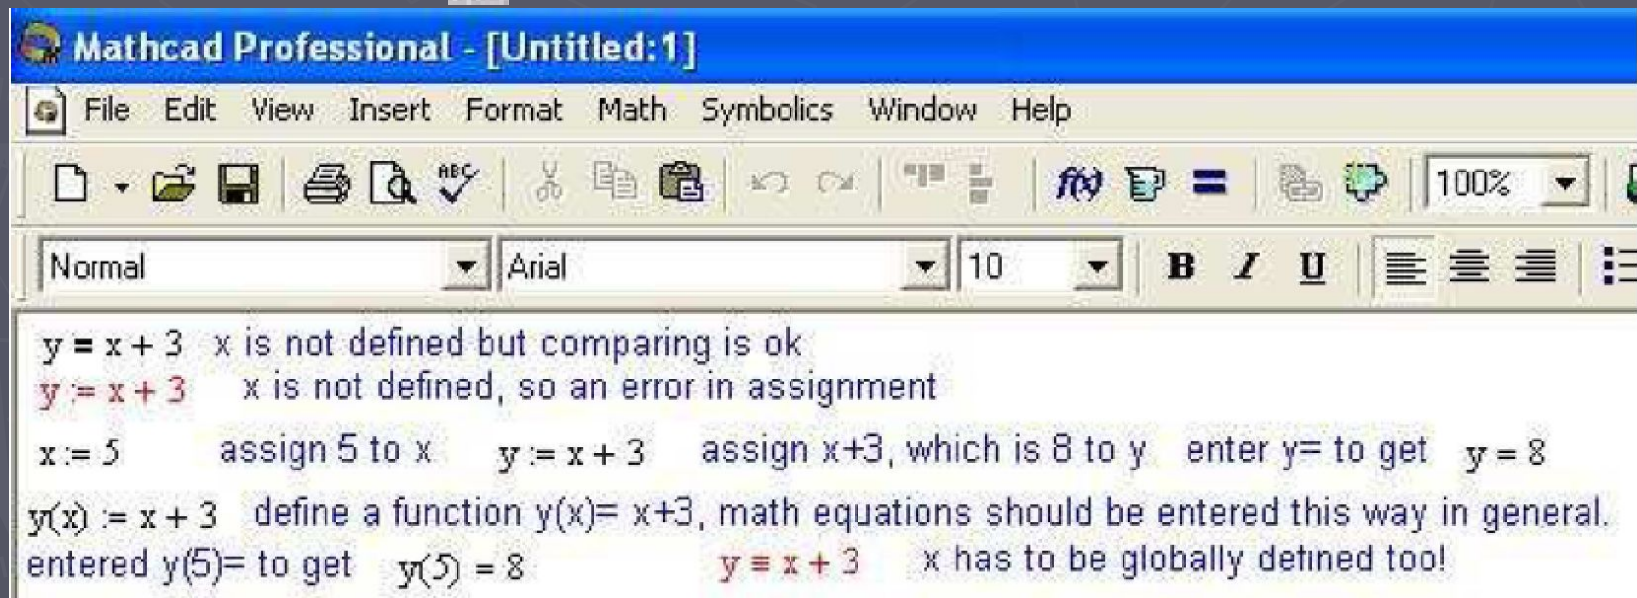 Mathcad Professional - [Untitled:1]
File Edit View Insert Format Math Symbolics Window Help
ABC f(x) 100%
Normal Arial 10 B I U
y = x + 3 x is not defined but comparing is ok
y := x + 3 x is not defined, so an error in assignment
x := 5 assign 5 to x y := x + 3 assign x+3, which is 8 to y enter y= to get y = 8
y(x) := x + 3 define a function y(x)= x+3, math equations should be entered this way in general.
entered y(5)= to get y(5) = 8 y ≡ x + 3 x has to be globally defined too!